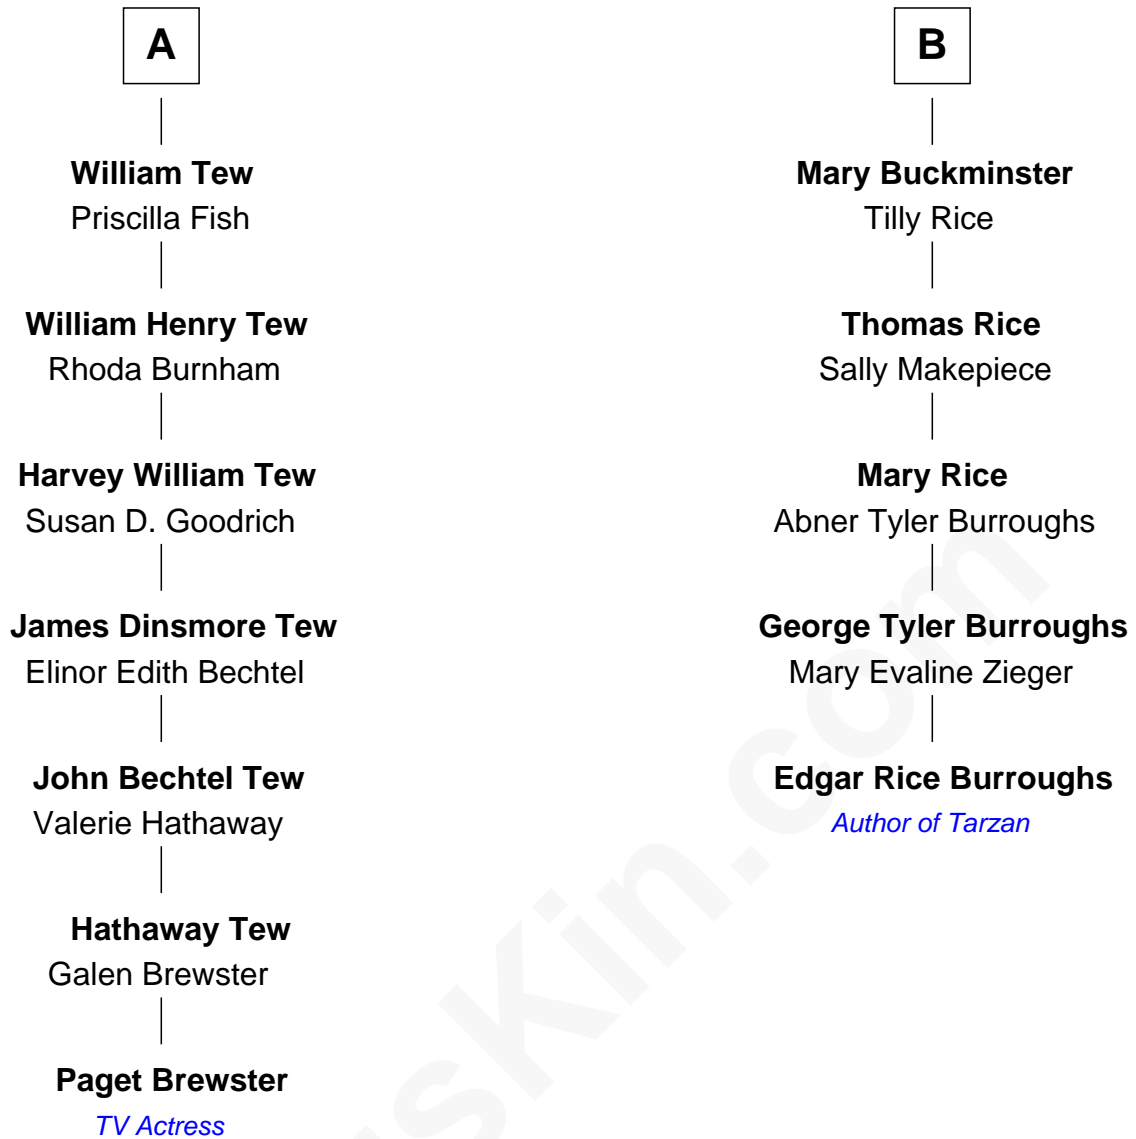 A
William Tew
Priscilla Fish
William Henry Tew
Rhoda Burnham
Harvey William Tew
Susan D. Goodrich
James Dinsmore Tew
Elinor Edith Bechtel
John Bechtel Tew
Valerie Hathaway
Hathaway Tew
Galen Brewster
Paget Brewster
TV Actress
B
Mary Buckminster
Tilly Rice
Thomas Rice
Sally Makepiece
Mary Rice
Abner Tyler Burroughs
George Tyler Burroughs
Mary Evaline Zieger
Edgar Rice Burroughs
Author of Tarzan